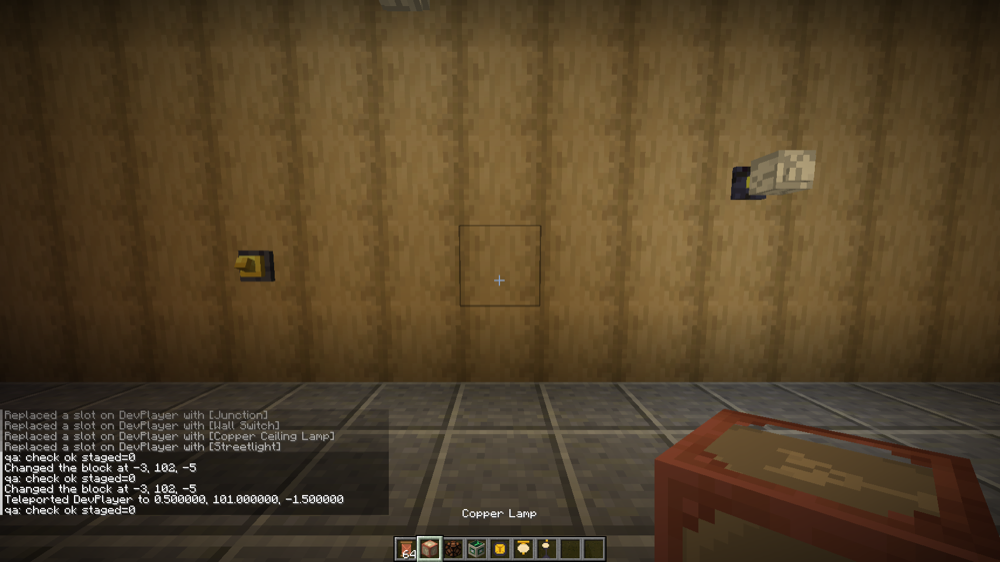 Replaced a slot on DevPlayer with [Junction]
Replaced a slot on DevPlayer with [Wall Switch]
Replaced a slot on DevPlayer with [Copper Ceiling Lamp]
Replaced a slot on DevPlayer with [Streetlight]
qa: check ok staged=0
Changed the block at -3, 102, -5
qa: check ok staged=0
Changed the block at -3, 102, -5
Teleported DevPlayer to 0.500000, 101.000000, -1.500000
qa: check ok staged=0
Copper Lamp
64